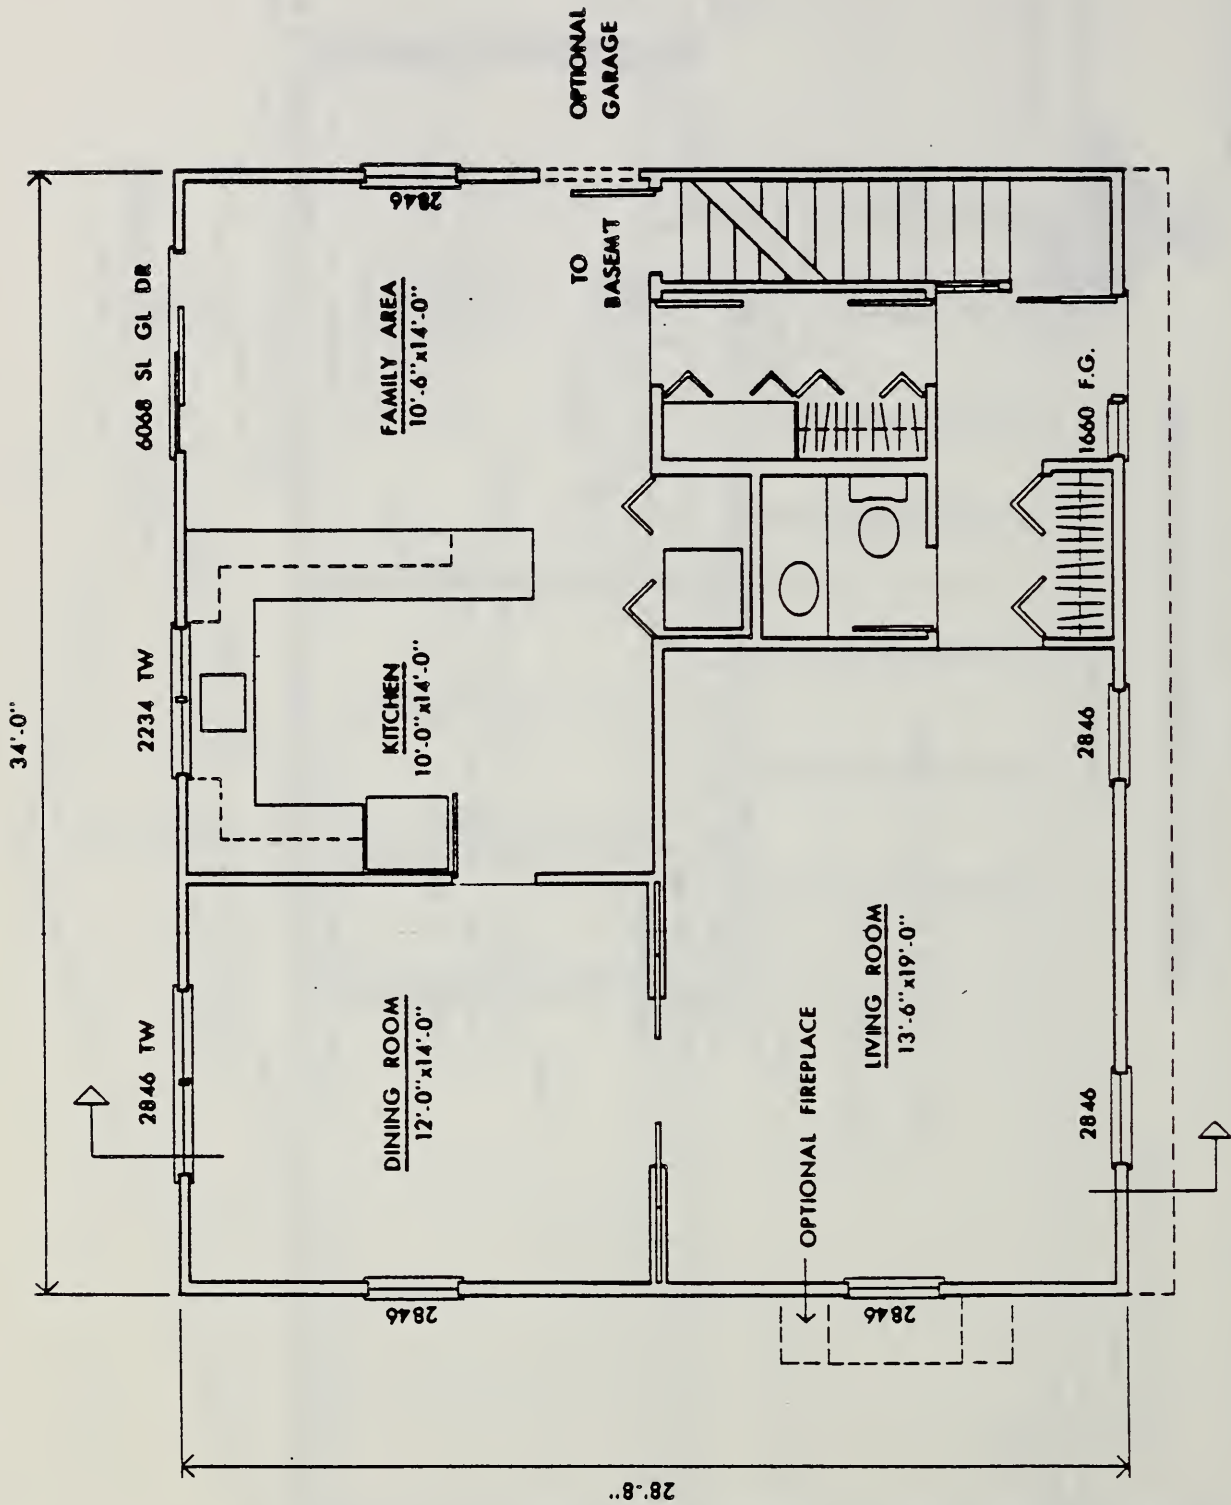 34'-0"
2846 TW
2234 TW
6068 SL GL DR
DINING ROOM
12'-0"x14'-0"
KITCHEN
10'-0"x14'-0"
FAMILY AREA
10'-6"x14'-0"
2846
2846
OPTIONAL
GARAGE
TO
BASEM'T
OPTIONAL FIREPLACE
LIVING ROOM
13'-6"x19'-0"
2846
2846
2846
1660 F.G.
28'-8"